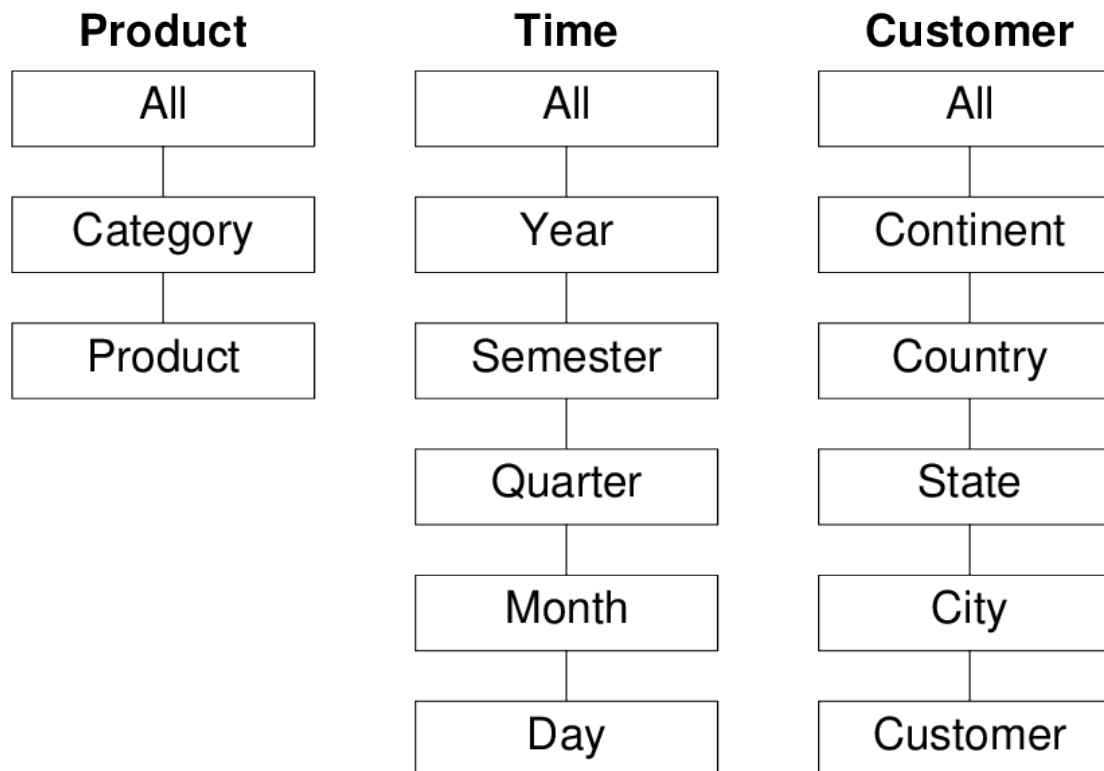 Product
All
Category
Product
Time
All
Year
Semester
Quarter
Month
Day
Customer
All
Continent
Country
State
City
Customer